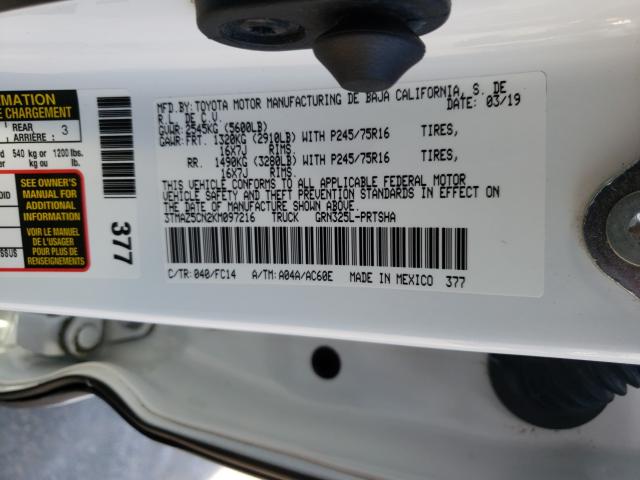 MFD.BY:TOYOTA MOTOR MANUFACTURING DE BAJA CALIFORNIA, S. DE
R.L. DE C.V. DATE: 03/19
GVWR: 2545KG (5600LB)
GAWR:FRT. 1320KG (2910LB) WITH P245/75R16 TIRES,
16X7J RIMS.
RR. 1490KG (3280LB) WITH P245/75R16 TIRES,
16X7J RIMS.
THIS VEHICLE CONFORMS TO ALL APPLICABLE FEDERAL MOTOR
VEHICLE SAFETY AND THEFT PREVENTION STANDARDS IN EFFECT ON
THE DATE OF MANUFACTURE SHOWN ABOVE.
3TMAZ5CN2KM097216 TRUCK GRN325L-PRTSHA
C/TR:040/FC14 A/TM:A04A/AC60E MADE IN MEXICO 377
377
FORMATION
E CHARGEMENT
REAR 3
ARRIÈRE:
540 kg or 1200 lbs.
kg ou lb.
SEE OWNER'S
MANUAL FOR
ADDITIONAL
INFORMATION
VOIR LE MANUEL
DE L'USAGER
POUR PLUS DE
RENSEIGNEMENTS